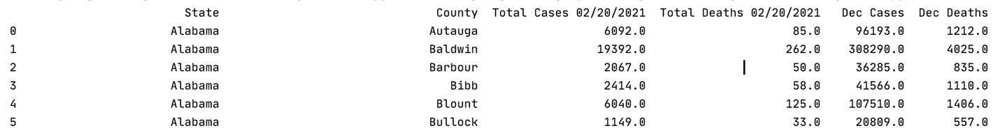 State County Total Cases 02/20/2021 Total Deaths 02/20/2021 Dec Cases Dec Deaths
0 Alabama Autauga 6092.0 85.0 96193.0 1212.0
1 Alabama Baldwin 19392.0 262.0 308290.0 4025.0
2 Alabama Barbour 2067.0 50.0 36285.0 835.0
3 Alabama Bibb 2414.0 58.0 41566.0 1110.0
4 Alabama Blount 6040.0 125.0 107510.0 1406.0
5 Alabama Bullock 1149.0 33.0 20809.0 557.0